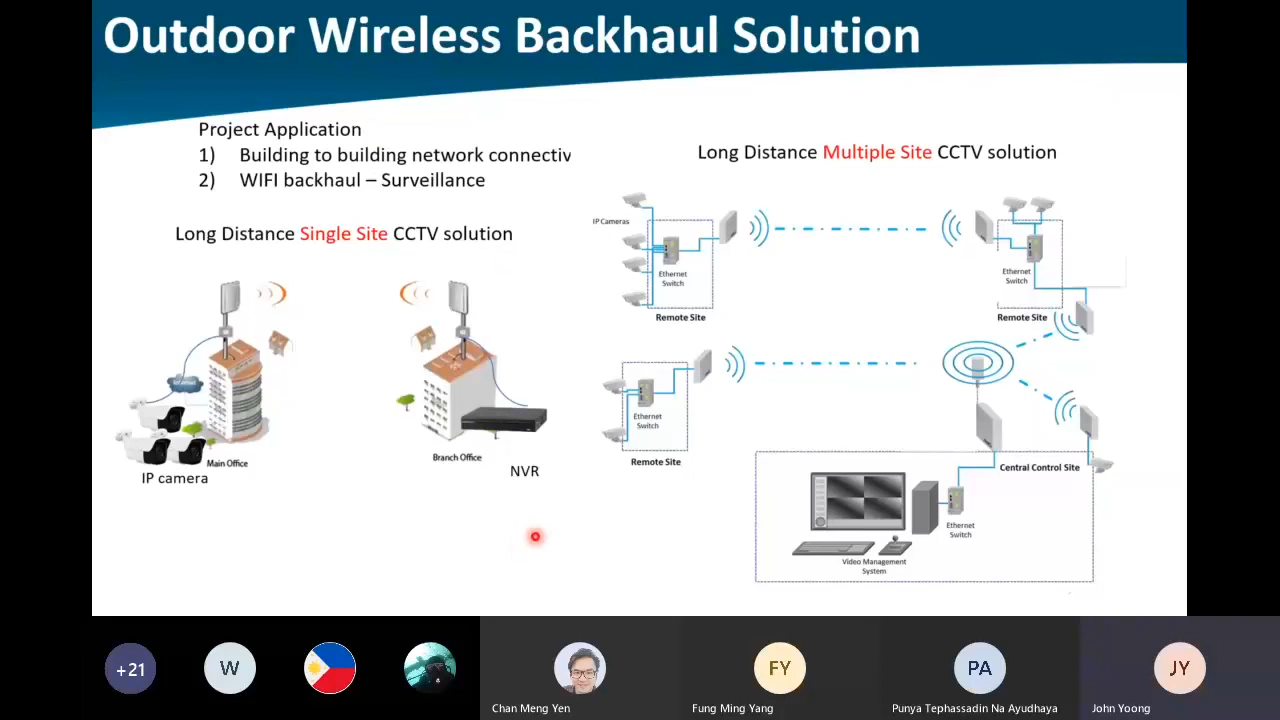 Outdoor Wireless Backhaul Solution
Project Application
1) Building to building network connectiv
2) WIFI backhaul – Surveillance
Long Distance Single Site CCTV solution
Main Office
IP camera
Branch Office
NVR
Long Distance Multiple Site CCTV solution
IP Cameras
Ethernet
Switch
Remote Site
Ethernet
Switch
Remote Site
Ethernet
Switch
Remote Site
Central Control Site
Ethernet
Switch
Video Management
System
+21
W
Chan Meng Yen
FY
Fung Ming Yang
PA
Punya Tephassadin Na Ayudhaya
JY
John Yoong